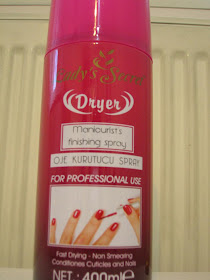 Lady's Secret
Dryer
Manicurist's
finishing spray
OJE KURUTUCU SPRAY
FOR PROFESSIONAL USE
Fast Drying - Non Smearing
Conditiones Cuticles and Nails
NET : 400ml e